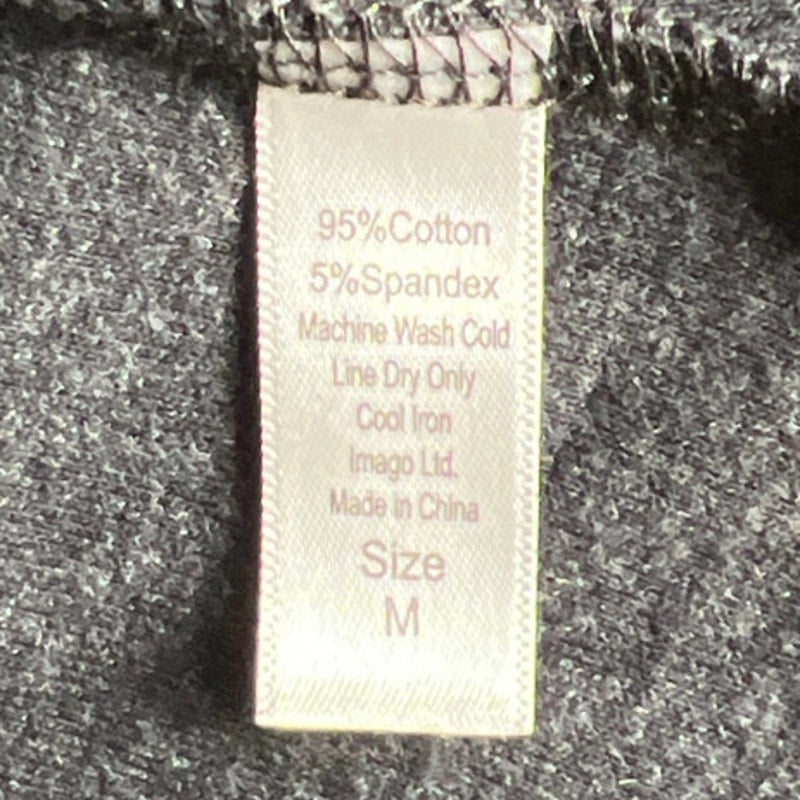 95%Cotton
5%Spandex
Machine Wash Cold
Line Dry Only
Cool Iron
Imago Ltd.
Made in China
Size
M